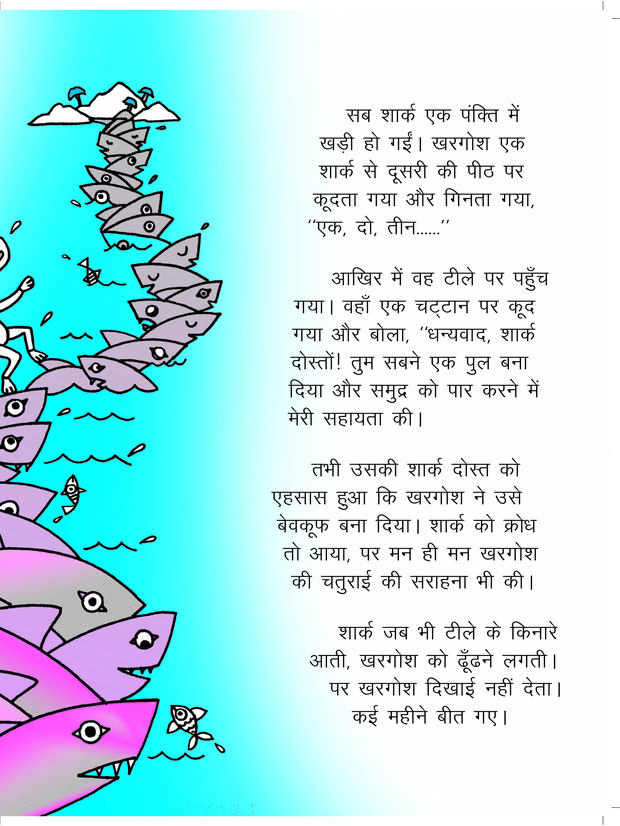 सब शार्क एक पंक्ति में
खड़ी हो गईं। खरगोश एक
शार्क से दूसरी की पीठ पर
कूदता गया और गिनता गया,
‘‘एक, दो, तीन......’’
आखिर में वह टीले पर पहुँच
गया। वहाँ एक चट्टान पर कूद
गया और बोला, ‘‘धन्यवाद, शार्क
दोस्तों! तुम सबने एक पुल बना
दिया और समुद्र को पार करने में
मेरी सहायता की।
तभी उसकी शार्क दोस्त को
एहसास हुआ कि खरगोश ने उसे
बेवकूफ बना दिया। शार्क को क्रोध
तो आया, पर मन ही मन खरगोश
की चतुराई की सराहना भी की।
शार्क जब भी टीले के किनारे
आती, खरगोश को ढूँढने लगती।
पर खरगोश दिखाई नहीं देता।
कई महीने बीत गए।